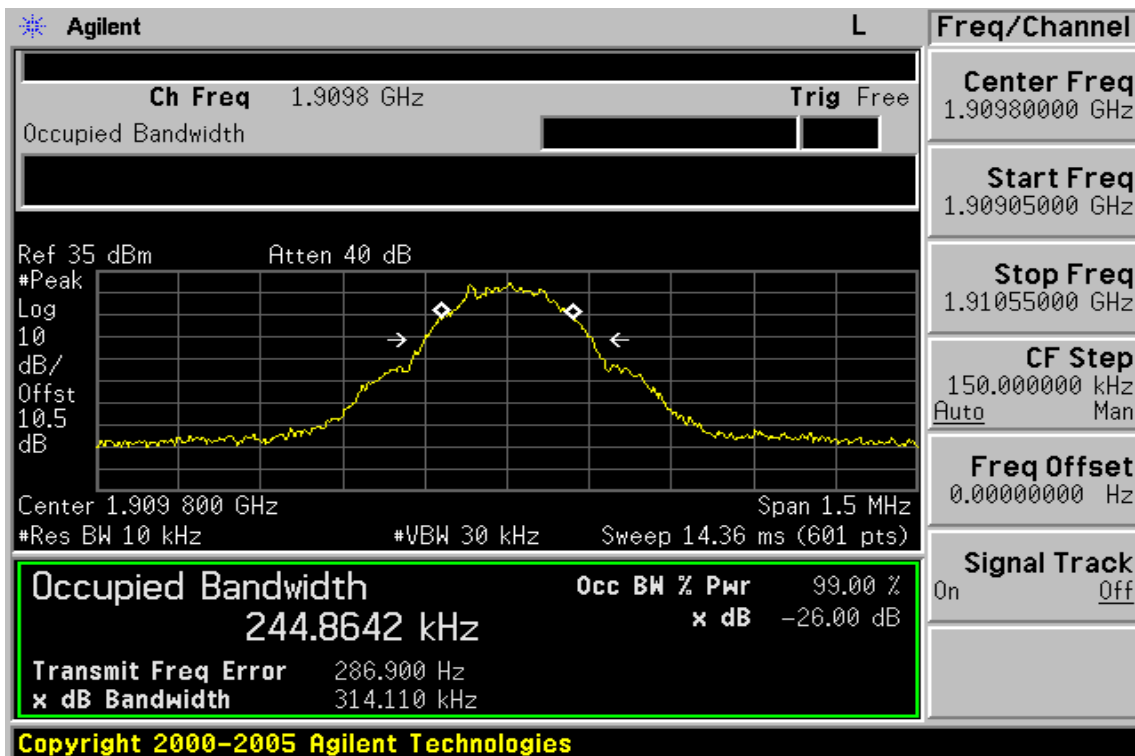 Agilent
L
Freq/Channel
Ch Freq 1.9098 GHz
Trig Free
Occupied Bandwidth
Center Freq
1.90980000 GHz
Start Freq
1.90905000 GHz
Stop Freq
1.91055000 GHz
CF Step
150.000000 kHz
Auto Man
Freq Offset
0.00000000 Hz
Signal Track
On Off
Ref 35 dBm
Atten 40 dB
#Peak
Log
10
dB/
Offst
10.5
dB
Center 1.909 800 GHz
Span 1.5 MHz
#Res BW 10 kHz
#VBW 30 kHz
Sweep 14.36 ms (601 pts)
Occupied Bandwidth
244.8642 kHz
Occ BW % Pwr 99.00 %
x dB -26.00 dB
Transmit Freq Error 286.900 Hz
x dB Bandwidth 314.110 kHz
Copyright 2000-2005 Agilent Technologies